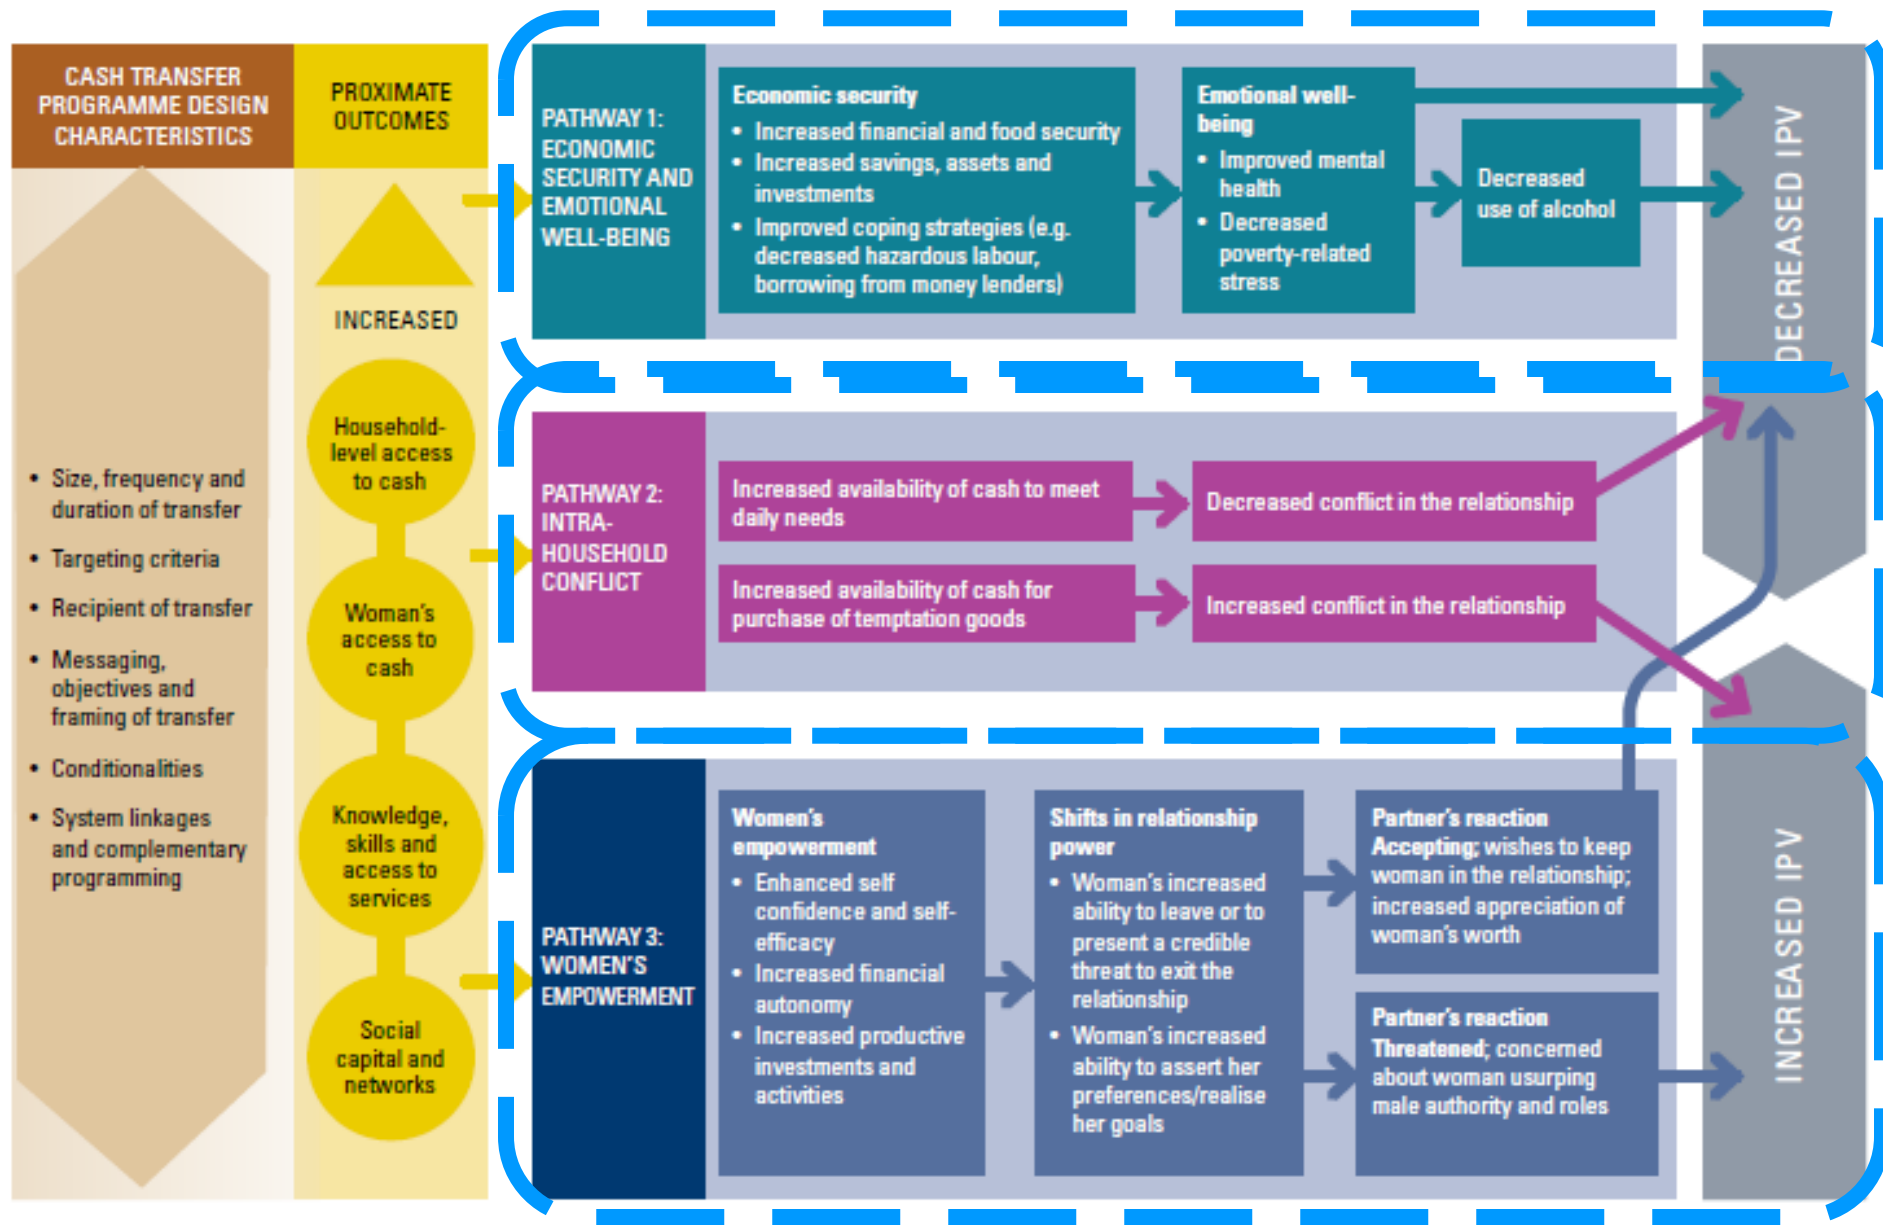 CASH TRANSFER
PROGRAMME DESIGN
CHARACTERISTICS
• Size, frequency and
duration of transfer
• Targeting criteria
• Recipient of transfer
• Messaging,
objectives and
framing of transfer
• Conditionalities
• System linkages
and complementary
programming
PROXIMATE
OUTCOMES
INCREASED
Household-
level access
to cash
Woman's
access to
cash
Knowledge,
skills and
access to
services
Social
capital and
networks
PATHWAY 1:
ECONOMIC
SECURITY AND
EMOTIONAL
WELL-BEING
Economic security
• Increased financial and food security
• Increased savings, assets and
investments
• Improved coping strategies (e.g.
decreased hazardous labour,
borrowing from money lenders)
Emotional well-
being
• Improved mental
health
• Decreased
poverty-related
stress
Decreased
use of alcohol
PATHWAY 2:
INTRA-
HOUSEHOLD
CONFLICT
Increased availability of cash to meet
daily needs
Decreased conflict in the relationship
Increased availability of cash for
purchase of temptation goods
Increased conflict in the relationship
PATHWAY 3:
WOMEN'S
EMPOWERMENT
Women's
empowerment
• Enhanced self
confidence and self-
efficacy
• Increased financial
autonomy
• Increased productive
investments and
activities
Shifts in relationship
power
• Woman's increased
ability to leave or to
present a credible
threat to exit the
relationship
• Woman's increased
ability to assert her
preferences/realise
her goals
Partner's reaction
Accepting; wishes to keep
woman in the relationship;
increased appreciation of
woman's worth
Partner's reaction
Threatened; concerned
about woman usurping
male authority and roles
DECREASED IPV
INCREASED IPV